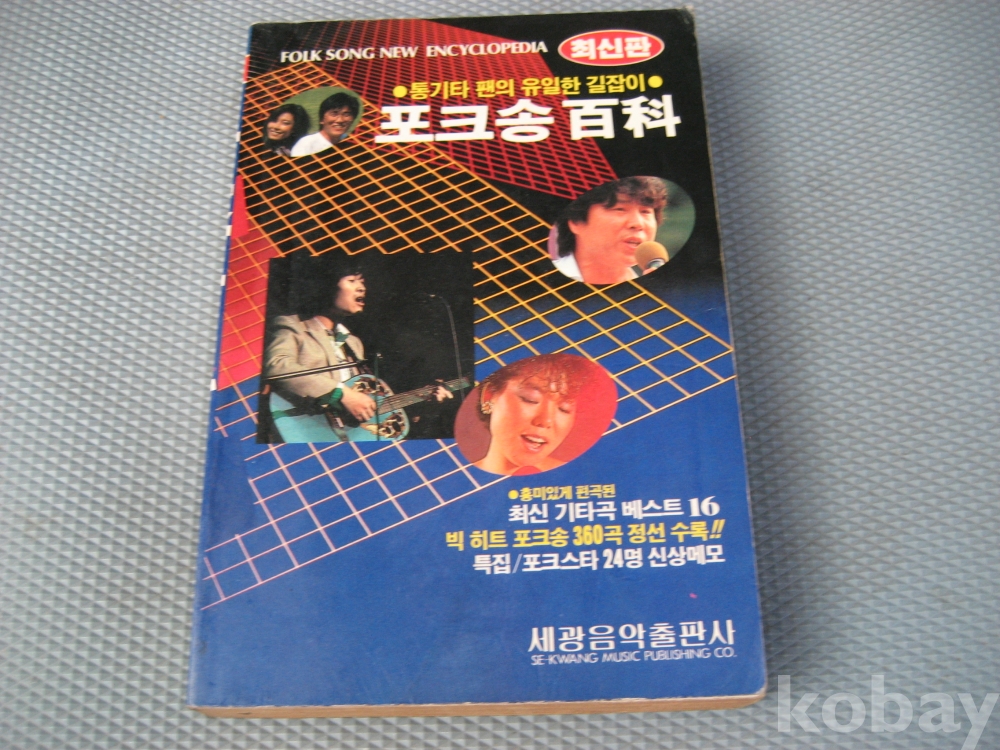 FOLK SONG NEW ENCYCLOPEDIA
최신판
●통기타 팬의 유일한 길잡이●
포크송 百科
●흥미있게 편곡된
최신 기타곡 베스트 16
빅 히트 포크송 360곡 정선 수록!!
특집/포크스타 24명 신상메모
세광음악출판사
SE-KWANG MUSIC PUBLISHING CO.
kobay